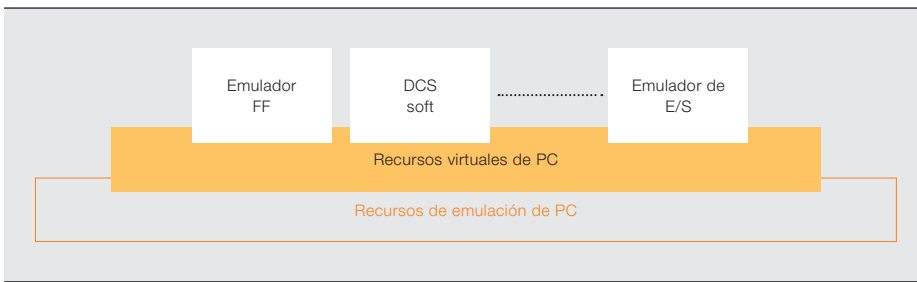 Emulador
FF
DCS
soft
Emulador de
E/S
Recursos virtuales de PC
Recursos de emulación de PC